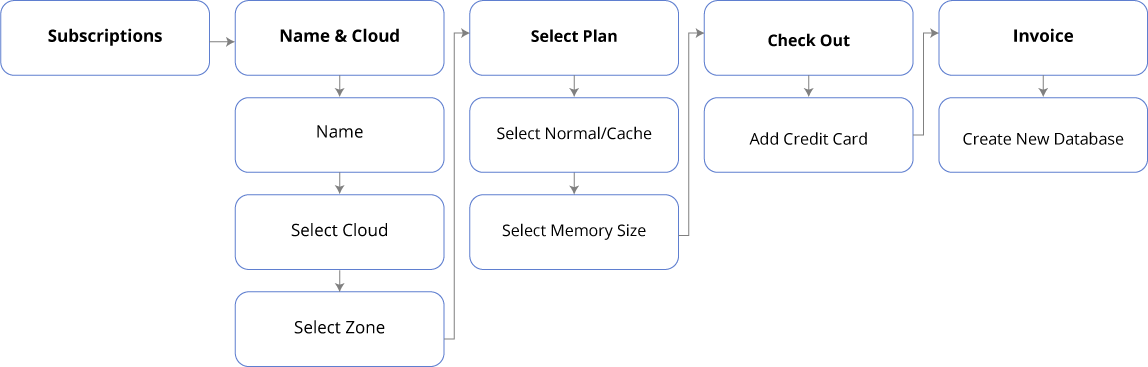 Subscriptions
Name & Cloud
Name
Select Cloud
Select Zone
Select Plan
Select Normal/Cache
Select Memory Size
Check Out
Add Credit Card
Invoice
Create New Database